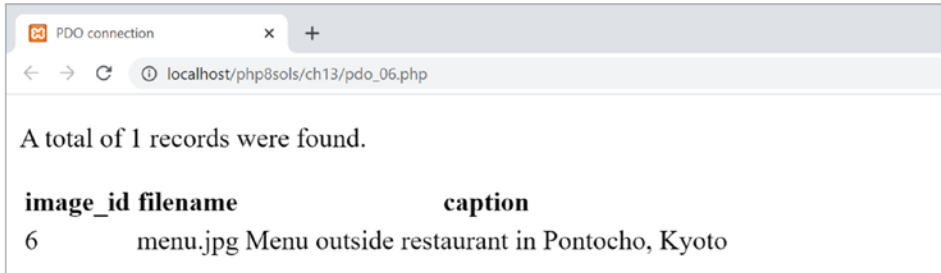 PDO connection
localhost/php8sols/ch13/pdo_06.php
A total of 1 records were found.
image_id filename caption
6 menu.jpg Menu outside restaurant in Pontocho, Kyoto